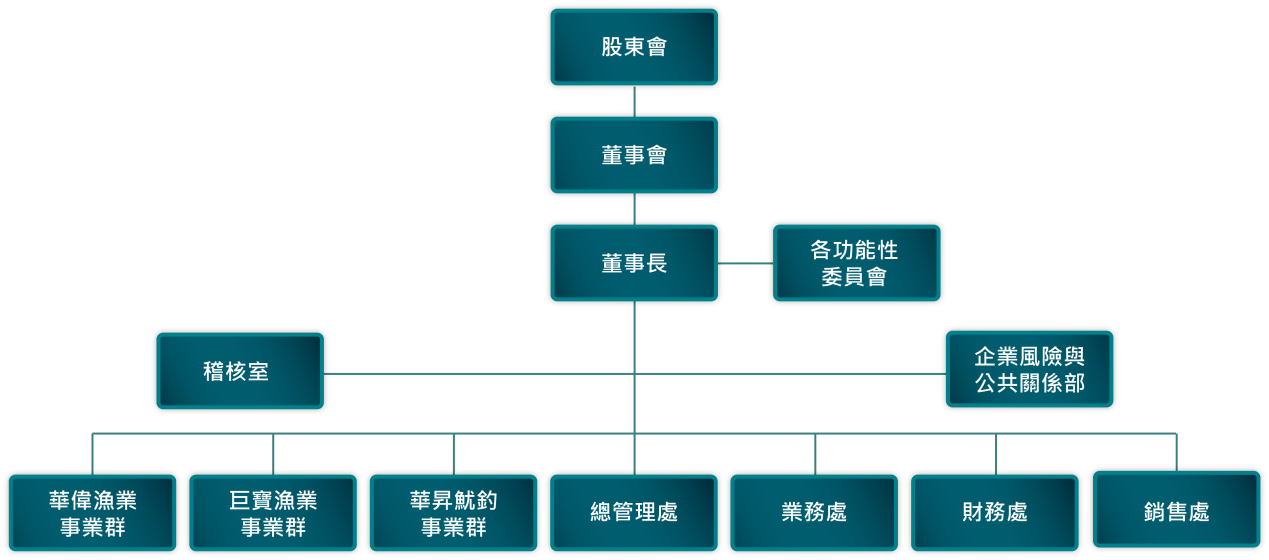 股東會
董事會
董事長
各功能性
委員會
稽核室
企業風險與
公共關係部
華偉漁業
事業群
巨寶漁業
事業群
華昇魷釣
事業群
總管理處
業務處
財務處
銷售處